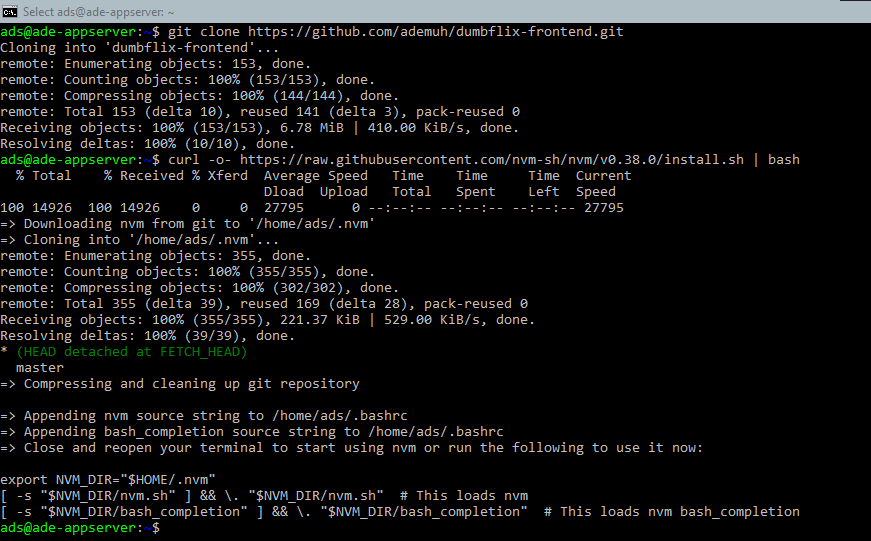 Select ads@ade-appserver: ~
ads@ade-appserver:~$ git clone https://github.com/ademuh/dumbflix-frontend.git
Cloning into 'dumbflix-frontend'...
remote: Enumerating objects: 153, done.
remote: Counting objects: 100% (153/153), done.
remote: Compressing objects: 100% (144/144), done.
remote: Total 153 (delta 10), reused 141 (delta 3), pack-reused 0
Receiving objects: 100% (153/153), 6.78 MiB | 410.00 KiB/s, done.
Resolving deltas: 100% (10/10), done.
ads@ade-appserver:~$ curl -o- https://raw.githubusercontent.com/nvm-sh/nvm/v0.38.0/install.sh | bash
  % Total    % Received % Xferd  Average Speed   Time    Time     Time  Current
                                 Dload  Upload   Total   Spent    Left  Speed
100 14926  100 14926    0     0  27795      0 --:--:-- --:--:-- --:--:-- 27795
=> Downloading nvm from git to '/home/ads/.nvm'
=> Cloning into '/home/ads/.nvm'...
remote: Enumerating objects: 355, done.
remote: Counting objects: 100% (355/355), done.
remote: Compressing objects: 100% (302/302), done.
remote: Total 355 (delta 39), reused 169 (delta 28), pack-reused 0
Receiving objects: 100% (355/355), 221.37 KiB | 529.00 KiB/s, done.
Resolving deltas: 100% (39/39), done.
* (HEAD detached at FETCH_HEAD)
  master
=> Compressing and cleaning up git repository

=> Appending nvm source string to /home/ads/.bashrc
=> Appending bash_completion source string to /home/ads/.bashrc
=> Close and reopen your terminal to start using nvm or run the following to use it now:

export NVM_DIR="$HOME/.nvm"
[ -s "$NVM_DIR/nvm.sh" ] && \. "$NVM_DIR/nvm.sh"  # This loads nvm
[ -s "$NVM_DIR/bash_completion" ] && \. "$NVM_DIR/bash_completion"  # This loads nvm bash_completion
ads@ade-appserver:~$